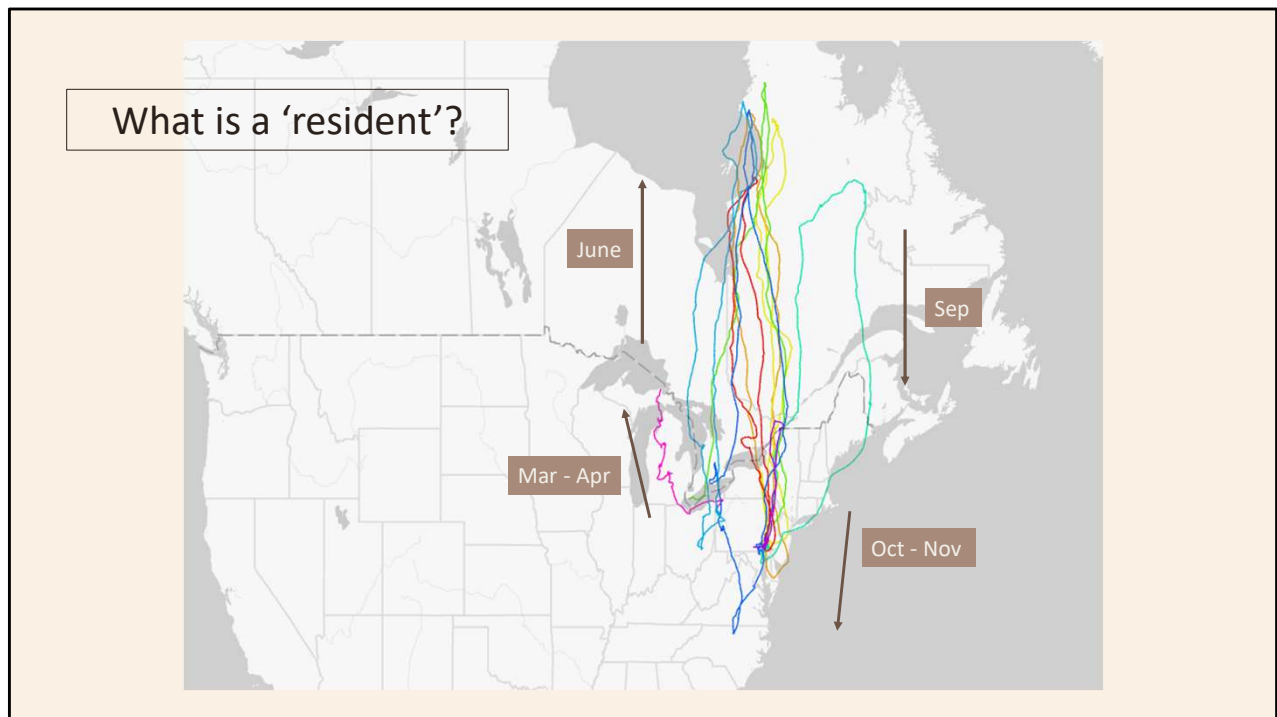 What is a ‘resident’?
June
Sep
Mar - Apr
Oct - Nov